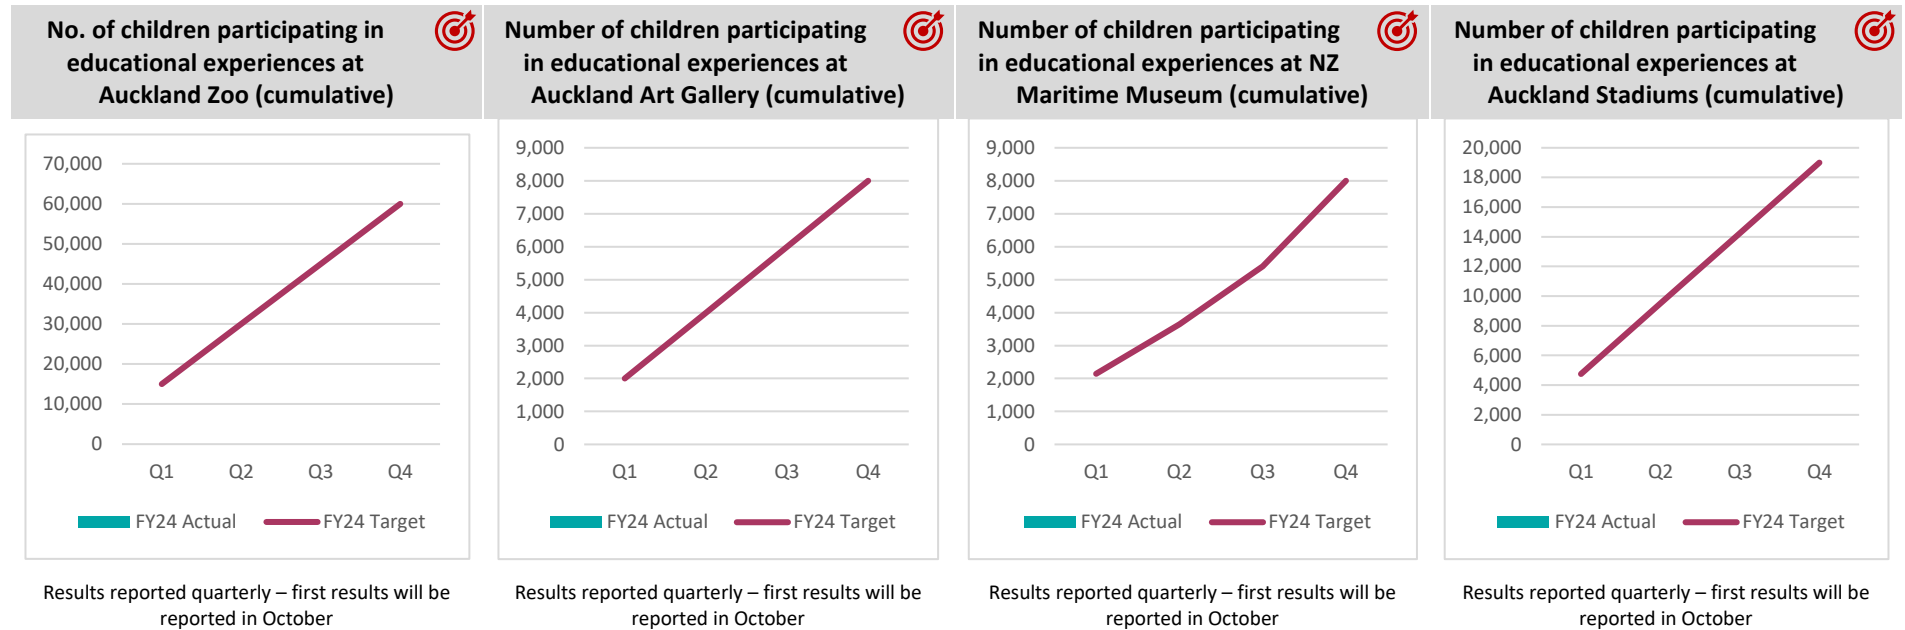 No. of children participating in
educational experiences at
Auckland Zoo (cumulative)
70,000
60,000
50,000
40,000
30,000
20,000
10,000
0
Q1 Q2 Q3 Q4
FY24 Actual FY24 Target
Results reported quarterly – first results will be
reported in October
Number of children participating
in educational experiences at
Auckland Art Gallery (cumulative)
9,000
8,000
7,000
6,000
5,000
4,000
3,000
2,000
1,000
0
Q1 Q2 Q3 Q4
FY24 Actual FY24 Target
Results reported quarterly – first results will be
reported in October
Number of children participating
in educational experiences at NZ
Maritime Museum (cumulative)
9,000
8,000
7,000
6,000
5,000
4,000
3,000
2,000
1,000
0
Q1 Q2 Q3 Q4
FY24 Actual FY24 Target
Results reported quarterly – first results will be
reported in October
Number of children participating
in educational experiences at
Auckland Stadiums (cumulative)
20,000
18,000
16,000
14,000
12,000
10,000
8,000
6,000
4,000
2,000
0
Q1 Q2 Q3 Q4
FY24 Actual FY24 Target
Results reported quarterly – first results will be
reported in October